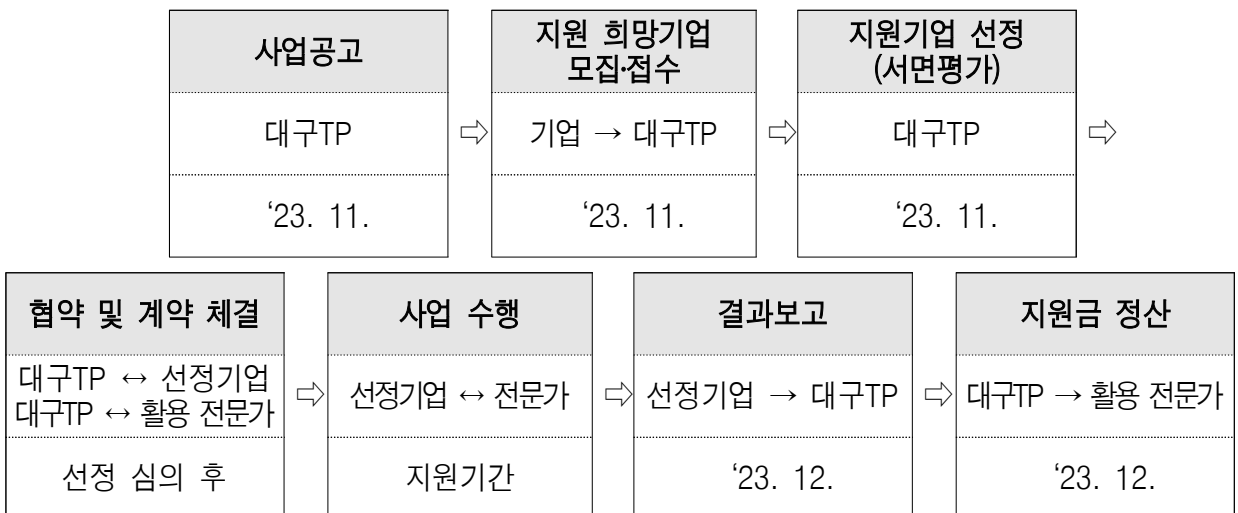 사업공고
대구TP
‘23. 11.
⇨
지원 희망기업
모집·접수
기업 → 대구TP
‘23. 11.
⇨
지원기업 선정
(서면평가)
대구TP
‘23. 11.
⇨
협약 및 계약 체결
대구TP ↔ 선정기업
대구TP ↔ 활용 전문가
선정 심의 후
⇨
사업 수행
선정기업 ↔ 전문가
지원기간
⇨
결과보고
선정기업 → 대구TP
‘23. 12.
⇨
지원금 정산
대구TP → 활용 전문가
‘23. 12.